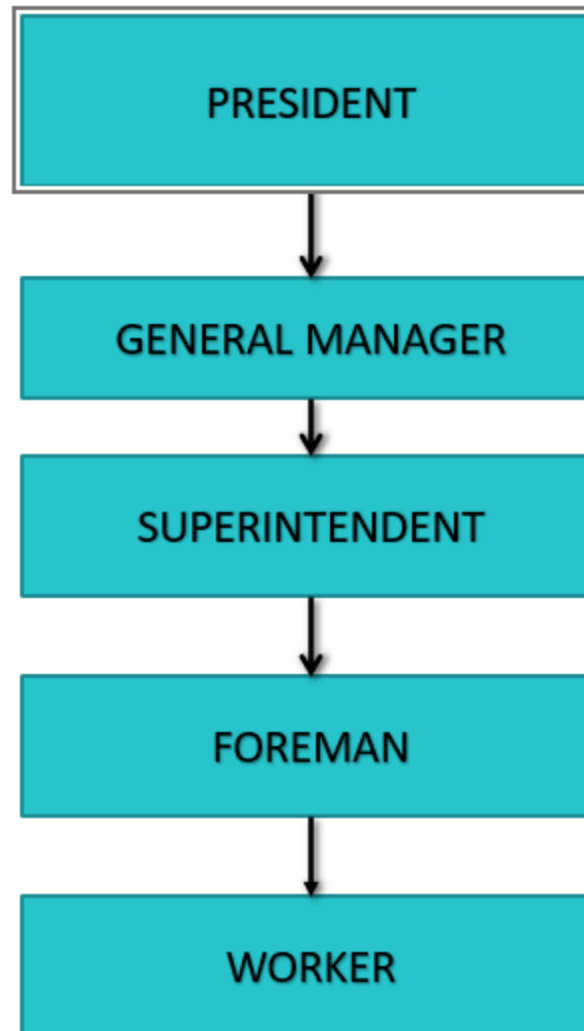 PRESIDENT
GENERAL MANAGER
SUPERINTENDENT
FOREMAN
WORKER